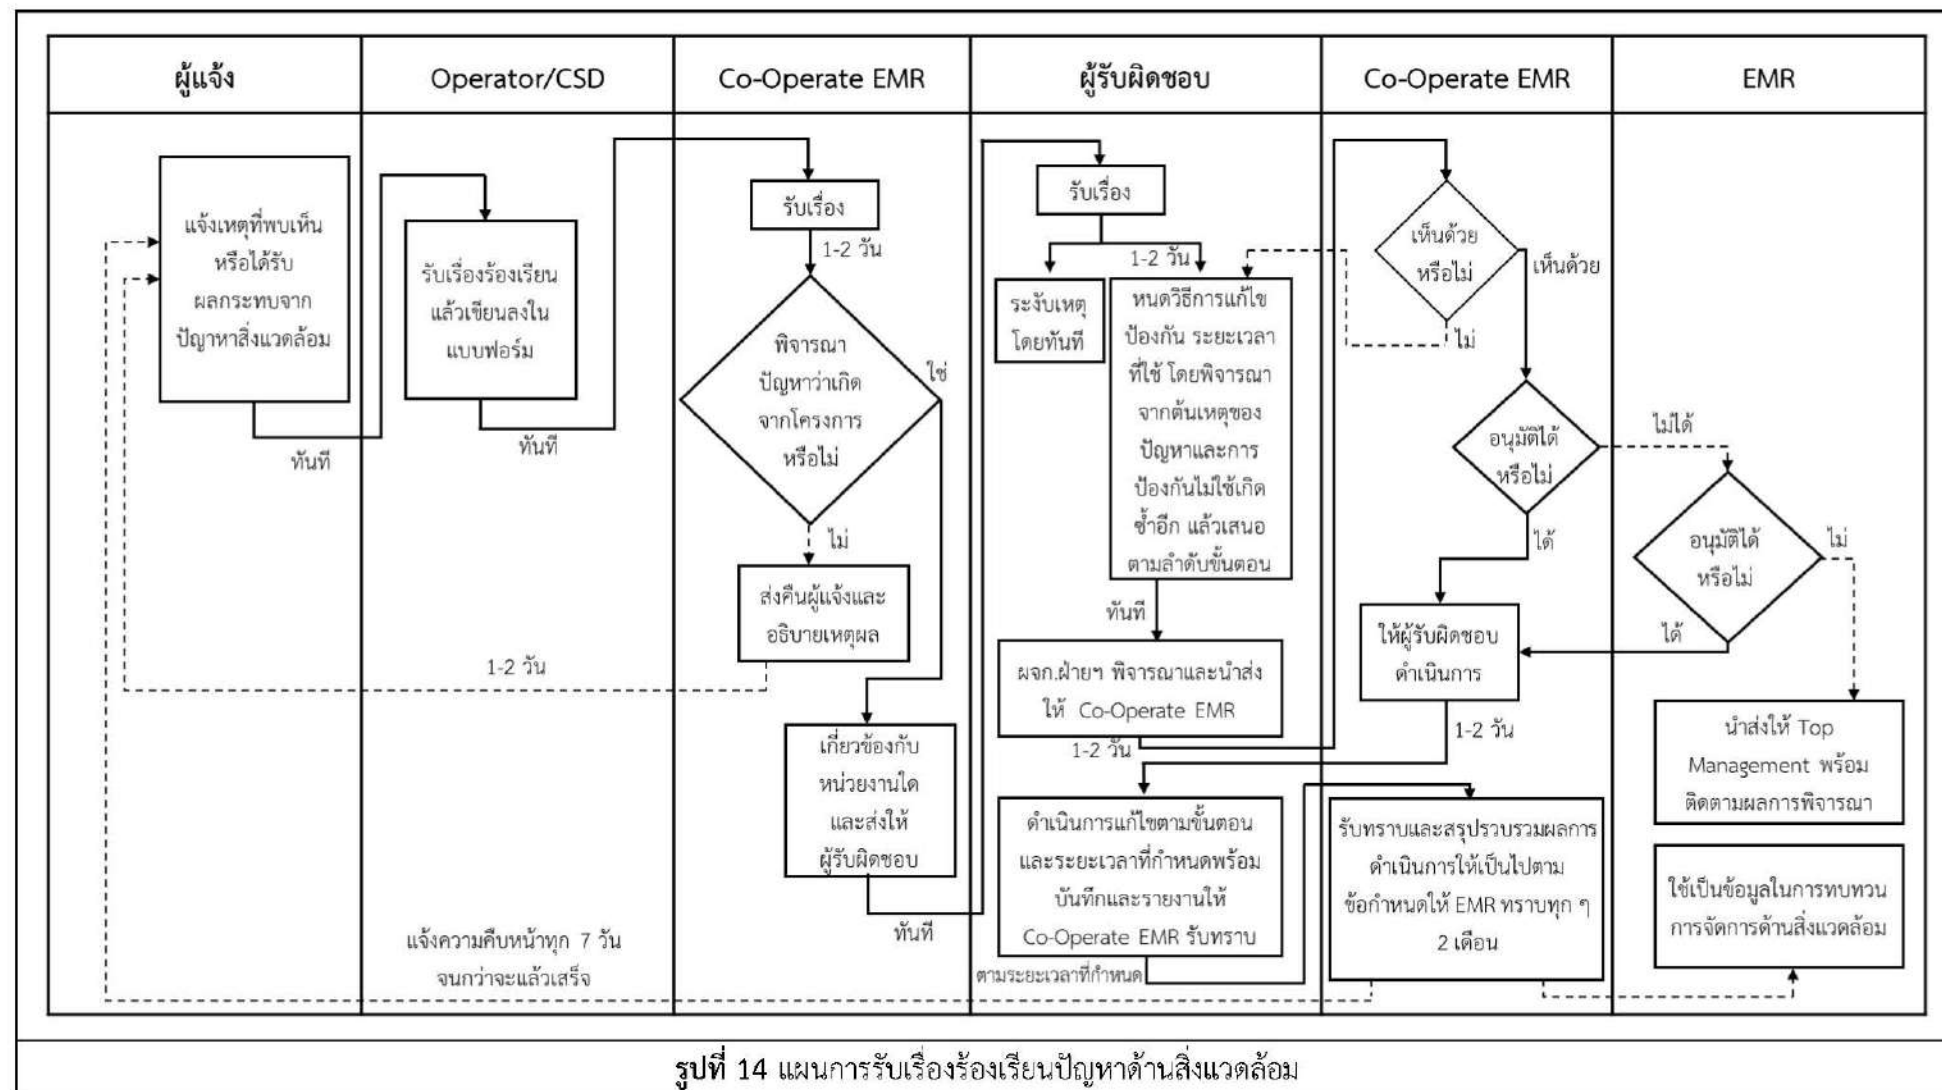 ผู้แจ้ง
Operator/CSD
Co-Operate EMR
ผู้รับผิดชอบ
Co-Operate EMR
EMR
แจ้งเหตุที่พบเห็น
หรือได้รับ
ผลกระทบจาก
ปัญหาสิ่งแวดล้อม
ทันที
รับเรื่องร้องเรียน
แล้วเขียนลงใน
แบบฟอร์ม
ทันที
รับเรื่อง
1-2 วัน
พิจารณา
ปัญหาว่าเกิด
จากโครงการ
หรือไม่
ใช่
ไม่
ส่งคืนผู้แจ้งและ
อธิบายเหตุผล
1-2 วัน
เกี่ยวข้องกับ
หน่วยงานใด
และส่งให้
ผู้รับผิดชอบ
ทันที
รับเรื่อง
1-2 วัน
ระงับเหตุ
โดยทันที
หนดวิธีการแก้ไข
ป้องกัน ระยะเวลา
ที่ใช้ โดยพิจารณา
จากต้นเหตุของ
ปัญหาและการ
ป้องกันไม่ใช้เกิด
ซ้ำอีก แล้วเสนอ
ตามลำดับขั้นตอน
ทันที
ผจก.ฝ่ายฯ พิจารณาและนำส่ง
ให้ Co-Operate EMR
1-2 วัน
ดำเนินการแก้ไขตามขั้นตอน
และระยะเวลาที่กำหนดพร้อม
บันทึกและรายงานให้
Co-Operate EMR รับทราบ
ตามระยะเวลาที่กำหนด
เห็นด้วย
หรือไม่
เห็นด้วย
ไม่
อนุมัติได้
หรือไม่
ไม่ได้
ได้
ให้ผู้รับผิดชอบ
ดำเนินการ
1-2 วัน
รับทราบและสรุปรวบรวมผลการ
ดำเนินการให้เป็นไปตาม
ข้อกำหนดให้ EMR ทราบทุก ๆ
2 เดือน
อนุมัติได้
หรือไม่
ไม่
ได้
นำส่งให้ Top
Management พร้อม
ติดตามผลการพิจารณา
ใช้เป็นข้อมูลในการทบทวน
การจัดการด้านสิ่งแวดล้อม
แจ้งความคืบหน้าทุก 7 วัน
จนกว่าจะแล้วเสร็จ
รูปที่ 14 แผนการรับเรื่องร้องเรียนปัญหาด้านสิ่งแวดล้อม